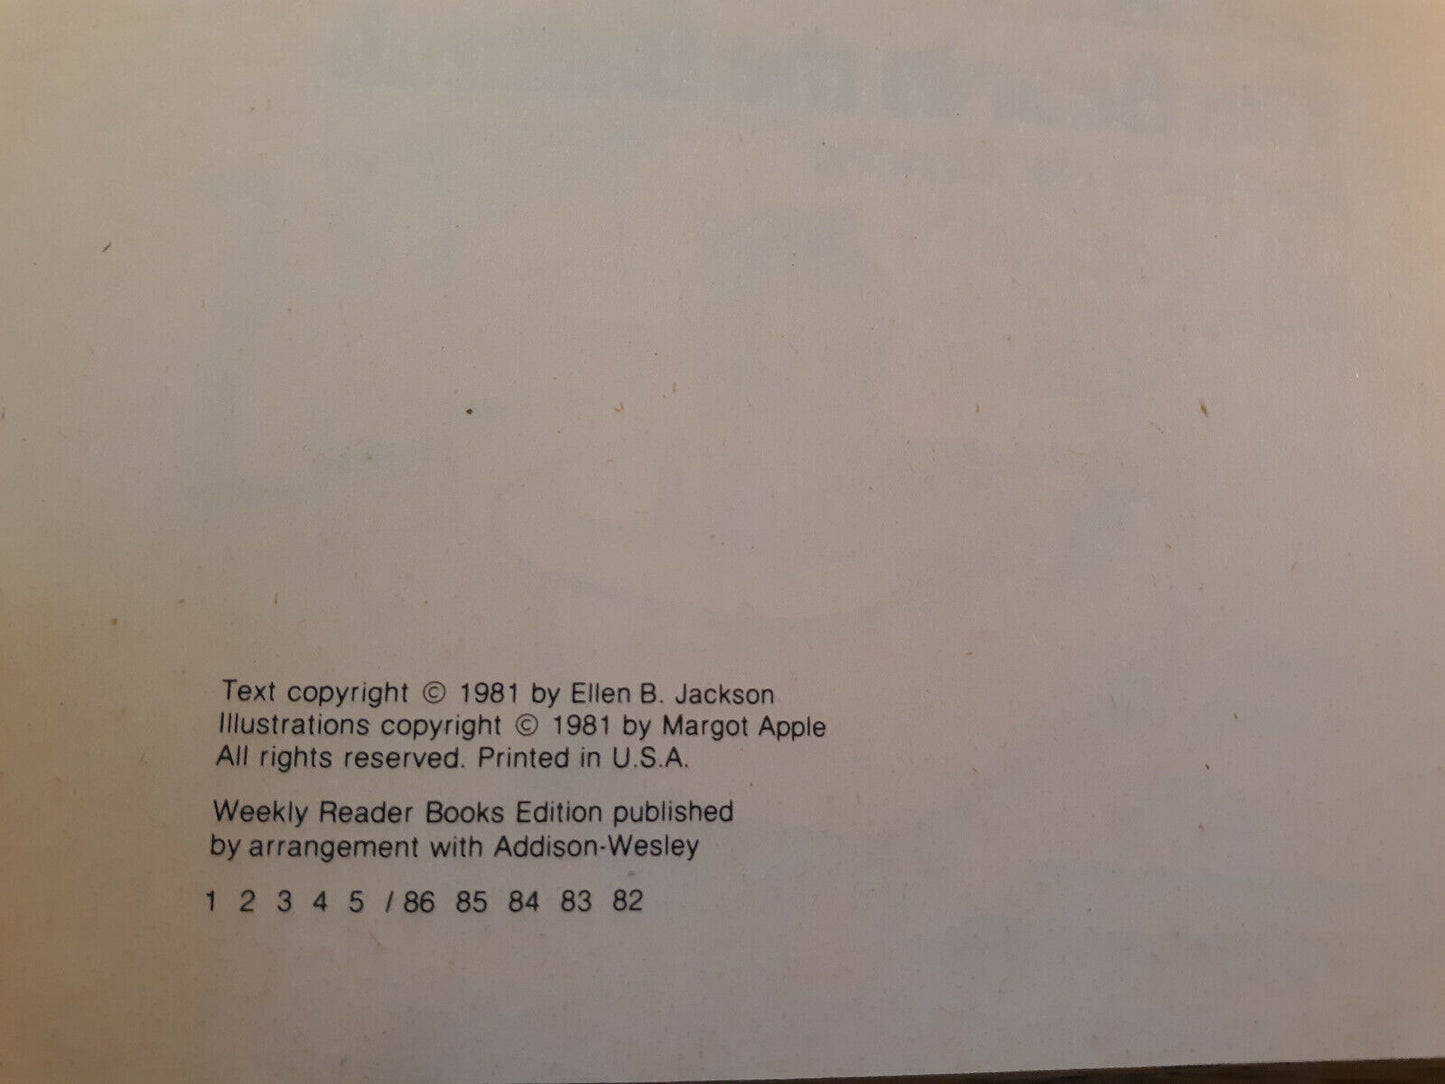 Text copyright © 1981 by Ellen B. Jackson
Illustrations copyright © 1981 by Margot Apple
All rights reserved. Printed in U.S.A.
Weekly Reader Books Edition published
by arrangement with Addison-Wesley
1 2 3 4 5 / 86 85 84 83 82